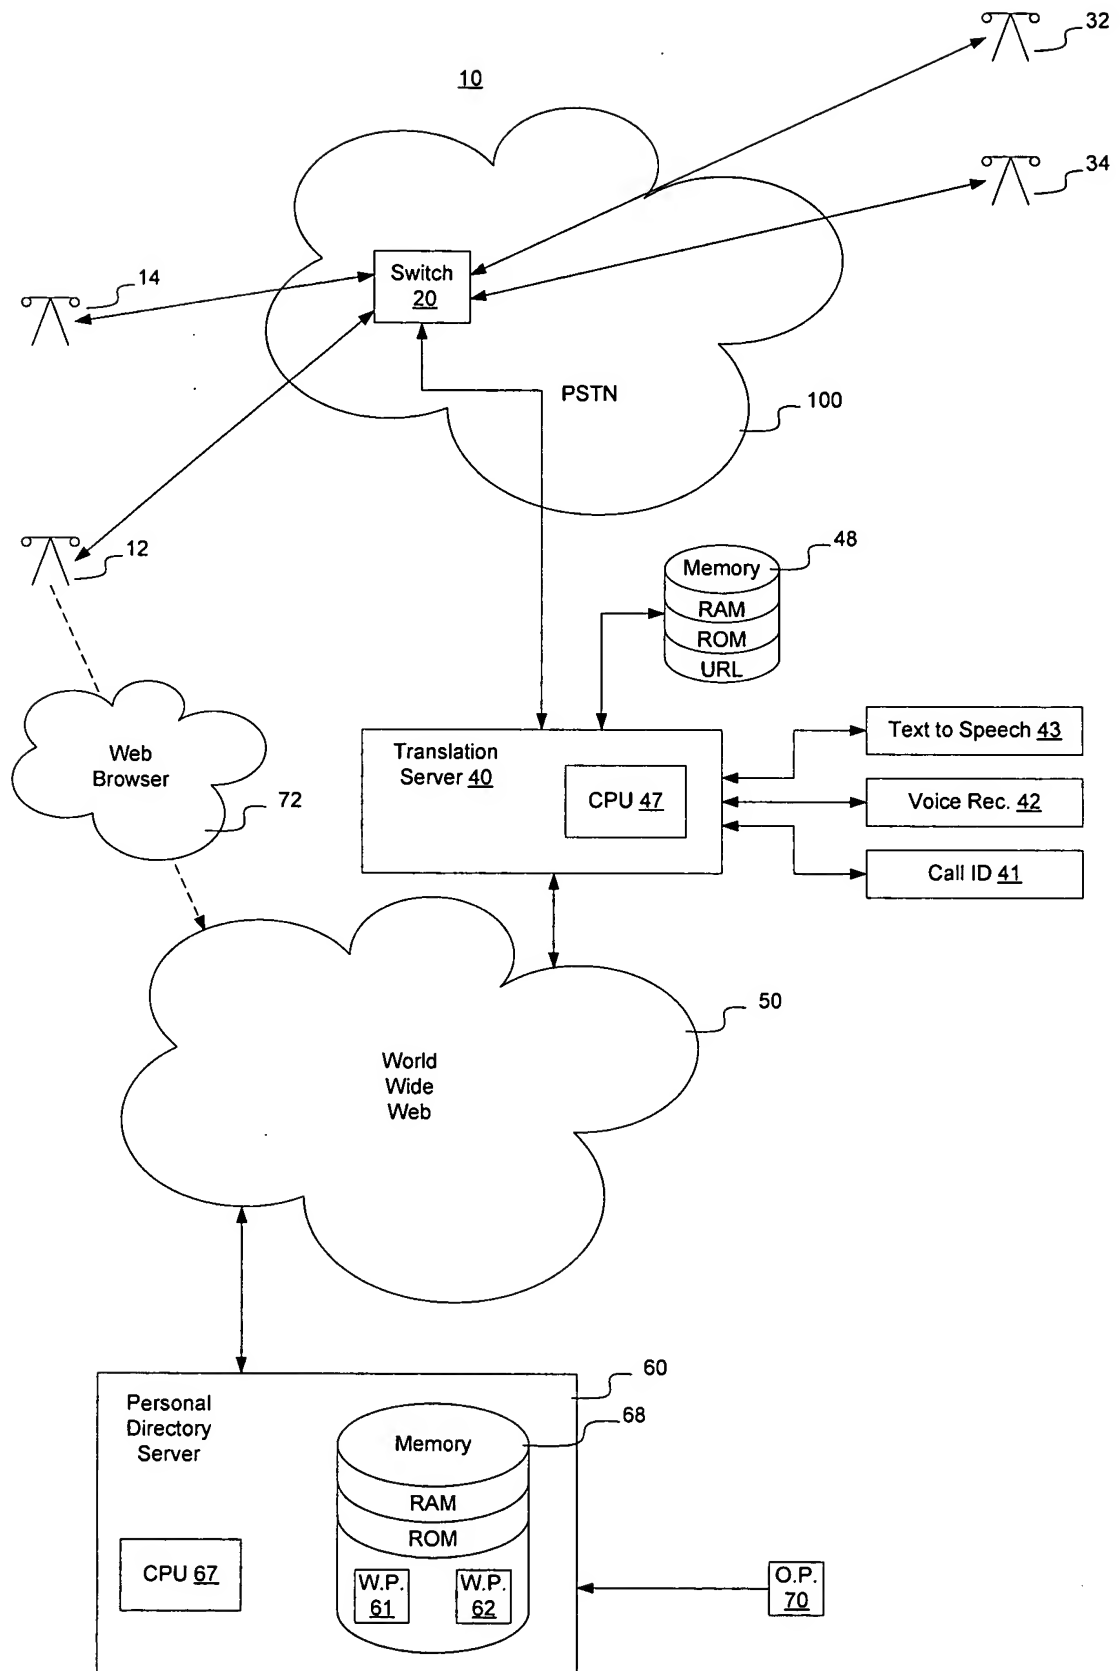 32
10
34
14
Switch
20
PSTN
100
12
48
Memory
RAM
ROM
URL
Web
Browser
72
Translation
Server 40
CPU 47
Text to Speech 43
Voice Rec. 42
Call ID 41
50
World
Wide
Web
60
Personal
Directory
Server
68
Memory
RAM
ROM
CPU 67
W.P.
61
W.P.
62
O.P.
70